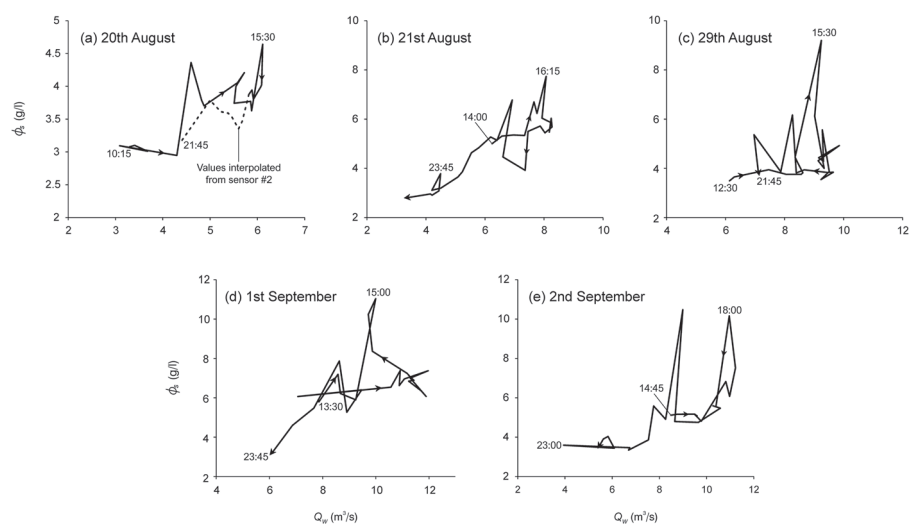 (a) 20th August
5
4.5
4
3.5
3
2.5
2
2 3 4 5 6 7
ϕs (g/l)
15:30
10:15
21:45
Values interpolated
from sensor #2
(b) 21st August
10
8
6
4
2
2 4 6 8 10
16:15
14:00
23:45
(c) 29th August
10
8
6
4
2
2 4 6 8 10 12
15:30
12:30
21:45
(d) 1st September
12
10
8
6
4
2
4 6 8 10 12
ϕs (g/l)
Qw (m³/s)
15:00
13:30
23:45
(e) 2nd September
12
10
8
6
4
2
2 4 6 8 10 12
Qw (m³/s)
18:00
14:45
23:00